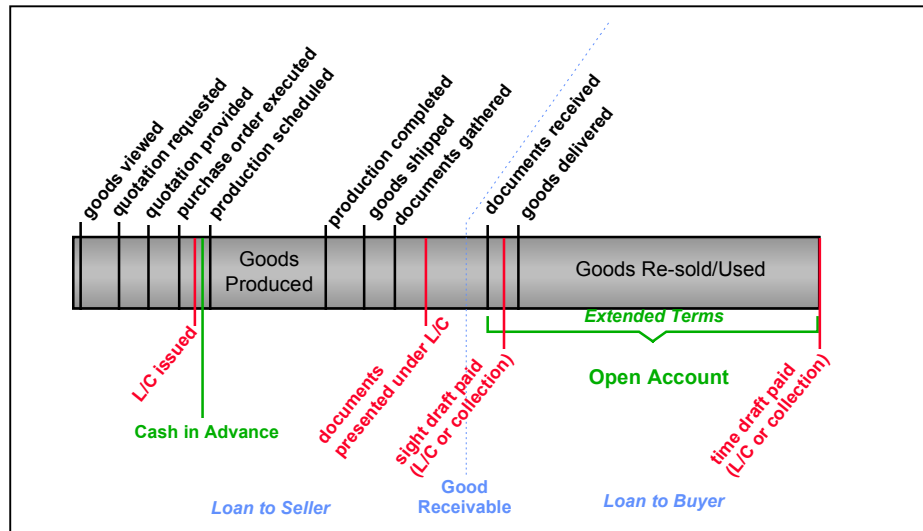 goods viewed
quotation requested
quotation provided
purchase order executed
production scheduled
production completed
goods shipped
documents gathered
documents received
goods delivered
Goods
Produced
Goods Re-sold/Used
Extended Terms
L/C issued
documents
presented under L/C
sight draft paid
(L/C or collection)
Open Account
time draft paid
(L/C or collection)
Cash in Advance
Loan to Seller
Good
Receivable
Loan to Buyer